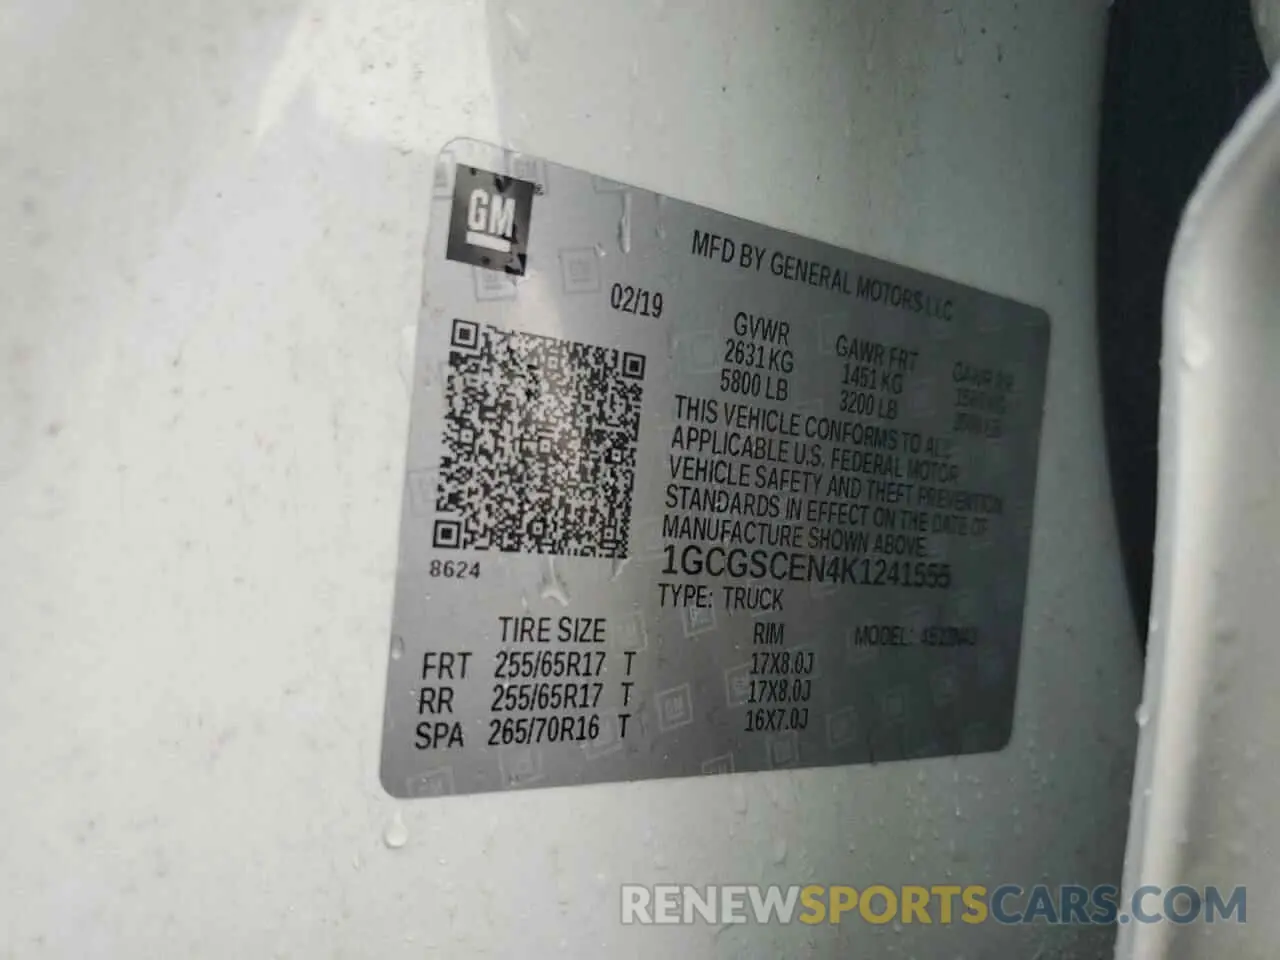 GM
MFD BY GENERAL MOTORS LLC
02/19
GVWR
2631 KG
5800 LB
GAWR FRT
1451 KG
3200 LB
GAWR RR
THIS VEHICLE CONFORMS TO ALL
APPLICABLE U.S. FEDERAL MOTOR
VEHICLE SAFETY AND THEFT PREVENTION
STANDARDS IN EFFECT ON THE DATE OF
MANUFACTURE SHOWN ABOVE.
1GCGSCEN4K1241555
8624
TYPE: TRUCK
MODEL:
TIRE SIZE RIM
FRT 255/65R17 T 17X8.0J
RR 255/65R17 T 17X8.0J
SPA 265/70R16 T 16X7.0J
RENEWSPORTSCARS.COM